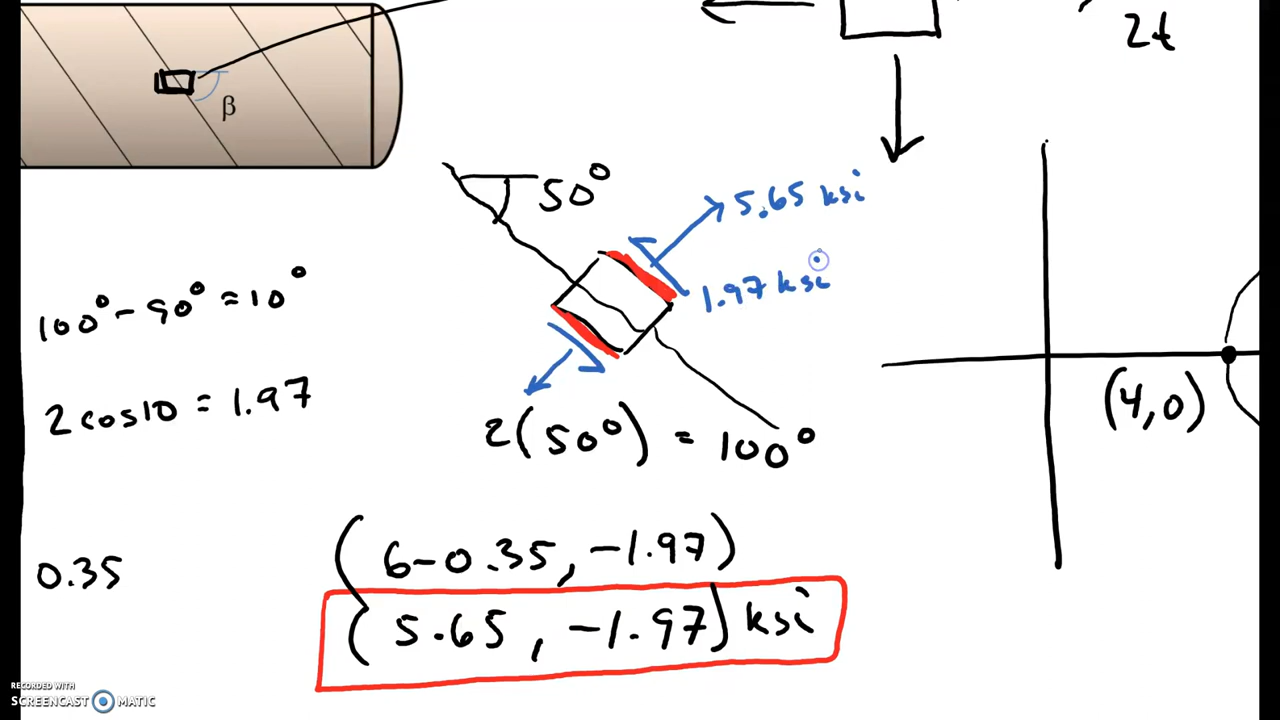 2t
β
50°
5.65 ksi
1.97 ksi
100° - 90° = 10°
2 cos10 = 1.97
(4,0)
2(50°) = 100°
(6-0.35, -1.97)
0.35
(5.65, -1.97) ksi
RECORDED WITH
SCREENCAST MATIC